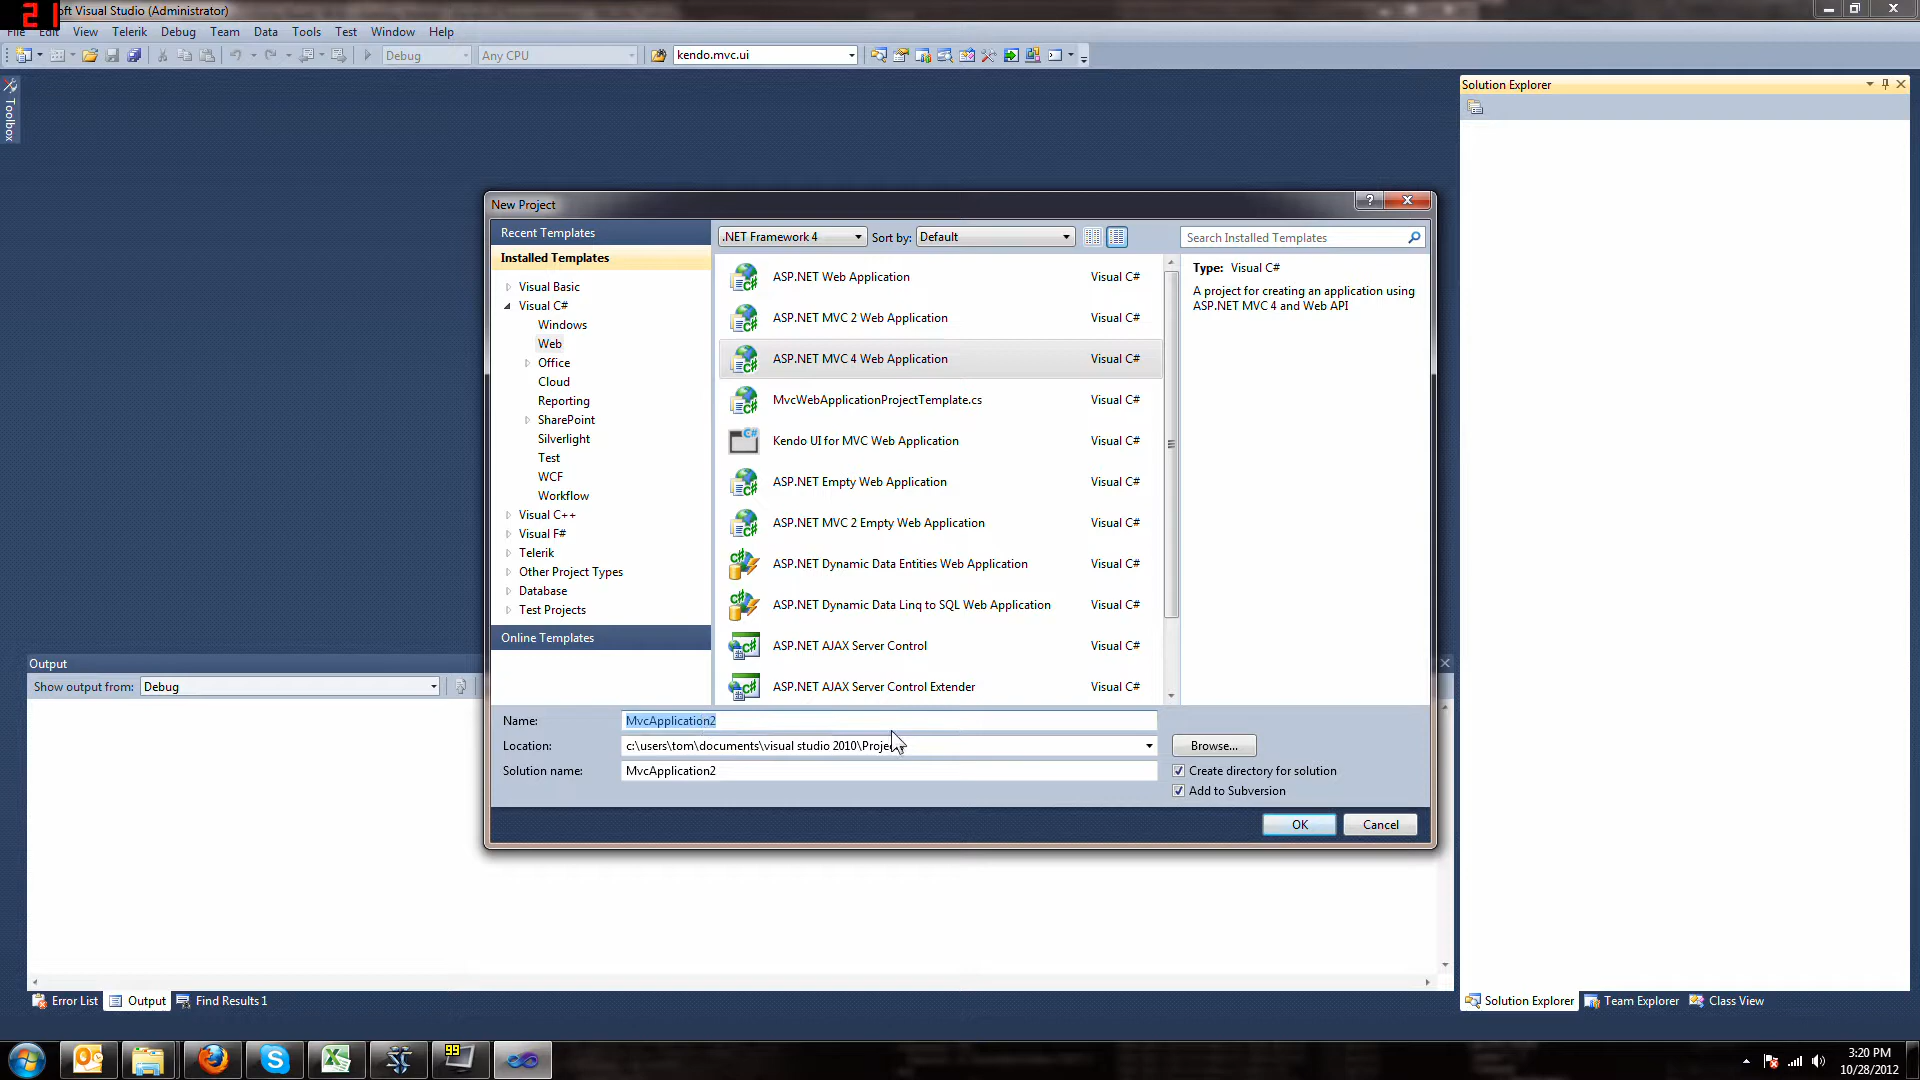 21
oft Visual Studio (Administrator)
File Edit View Telerik Debug Team Data Tools Test Window Help
Debug Any CPU kendo.mvc.ui
Toolbox
Solution Explorer
New Project
Recent Templates
.NET Framework 4 Sort by: Default Search Installed Templates
Installed Templates
Visual Basic
Visual C#
Windows
Web
Office
Cloud
Reporting
SharePoint
Silverlight
Test
WCF
Workflow
Visual C++
Visual F#
Telerik
Other Project Types
Database
Test Projects
Online Templates
ASP.NET Web Application Visual C#
ASP.NET MVC 2 Web Application Visual C#
ASP.NET MVC 4 Web Application Visual C#
MvcWebApplicationProjectTemplate.cs Visual C#
Kendo UI for MVC Web Application Visual C#
ASP.NET Empty Web Application Visual C#
ASP.NET MVC 2 Empty Web Application Visual C#
ASP.NET Dynamic Data Entities Web Application Visual C#
ASP.NET Dynamic Data Linq to SQL Web Application Visual C#
ASP.NET AJAX Server Control Visual C#
ASP.NET AJAX Server Control Extender Visual C#
Type: Visual C#
A project for creating an application using
ASP.NET MVC 4 and Web API
Name: MvcApplication2
Location: c:\users\tom\documents\visual studio 2010\Proje Browse...
Solution name: MvcApplication2 Create directory for solution
Add to Subversion
OK Cancel
Output
Show output from: Debug
Error List Output Find Results 1
Solution Explorer Team Explorer Class View
99
3:20 PM
10/28/2012